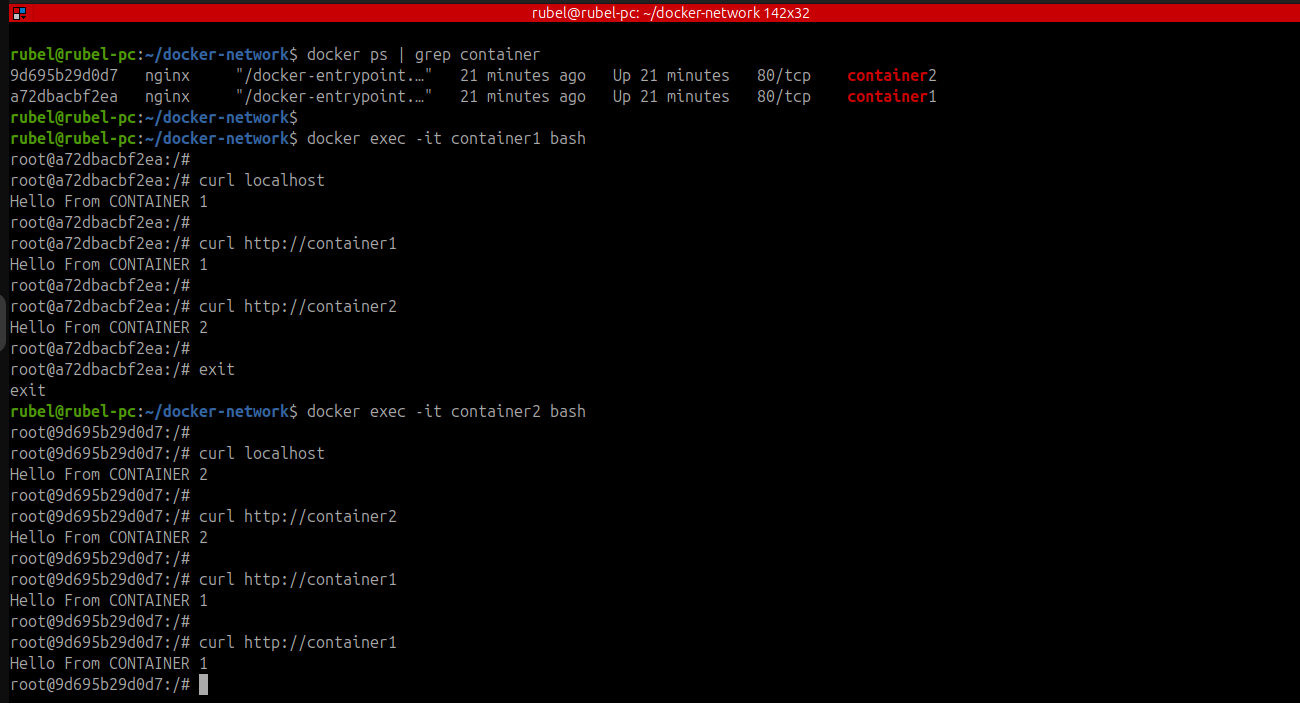 rubel@rubel-pc: ~/docker-network 142x32
rubel@rubel-pc:~/docker-network$ docker ps | grep container
9d695b29d0d7   nginx     "/docker-entrypoint.…"   21 minutes ago   Up 21 minutes   80/tcp    container2
a72dbacbf2ea   nginx     "/docker-entrypoint.…"   21 minutes ago   Up 21 minutes   80/tcp    container1
rubel@rubel-pc:~/docker-network$
rubel@rubel-pc:~/docker-network$ docker exec -it container1 bash
root@a72dbacbf2ea:/#
root@a72dbacbf2ea:/# curl localhost
Hello From CONTAINER 1
root@a72dbacbf2ea:/#
root@a72dbacbf2ea:/# curl http://container1
Hello From CONTAINER 1
root@a72dbacbf2ea:/#
root@a72dbacbf2ea:/# curl http://container2
Hello From CONTAINER 2
root@a72dbacbf2ea:/#
root@a72dbacbf2ea:/# exit
exit
rubel@rubel-pc:~/docker-network$ docker exec -it container2 bash
root@9d695b29d0d7:/#
root@9d695b29d0d7:/# curl localhost
Hello From CONTAINER 2
root@9d695b29d0d7:/#
root@9d695b29d0d7:/# curl http://container2
Hello From CONTAINER 2
root@9d695b29d0d7:/#
root@9d695b29d0d7:/# curl http://container1
Hello From CONTAINER 1
root@9d695b29d0d7:/#
root@9d695b29d0d7:/# curl http://container1
Hello From CONTAINER 1
root@9d695b29d0d7:/#